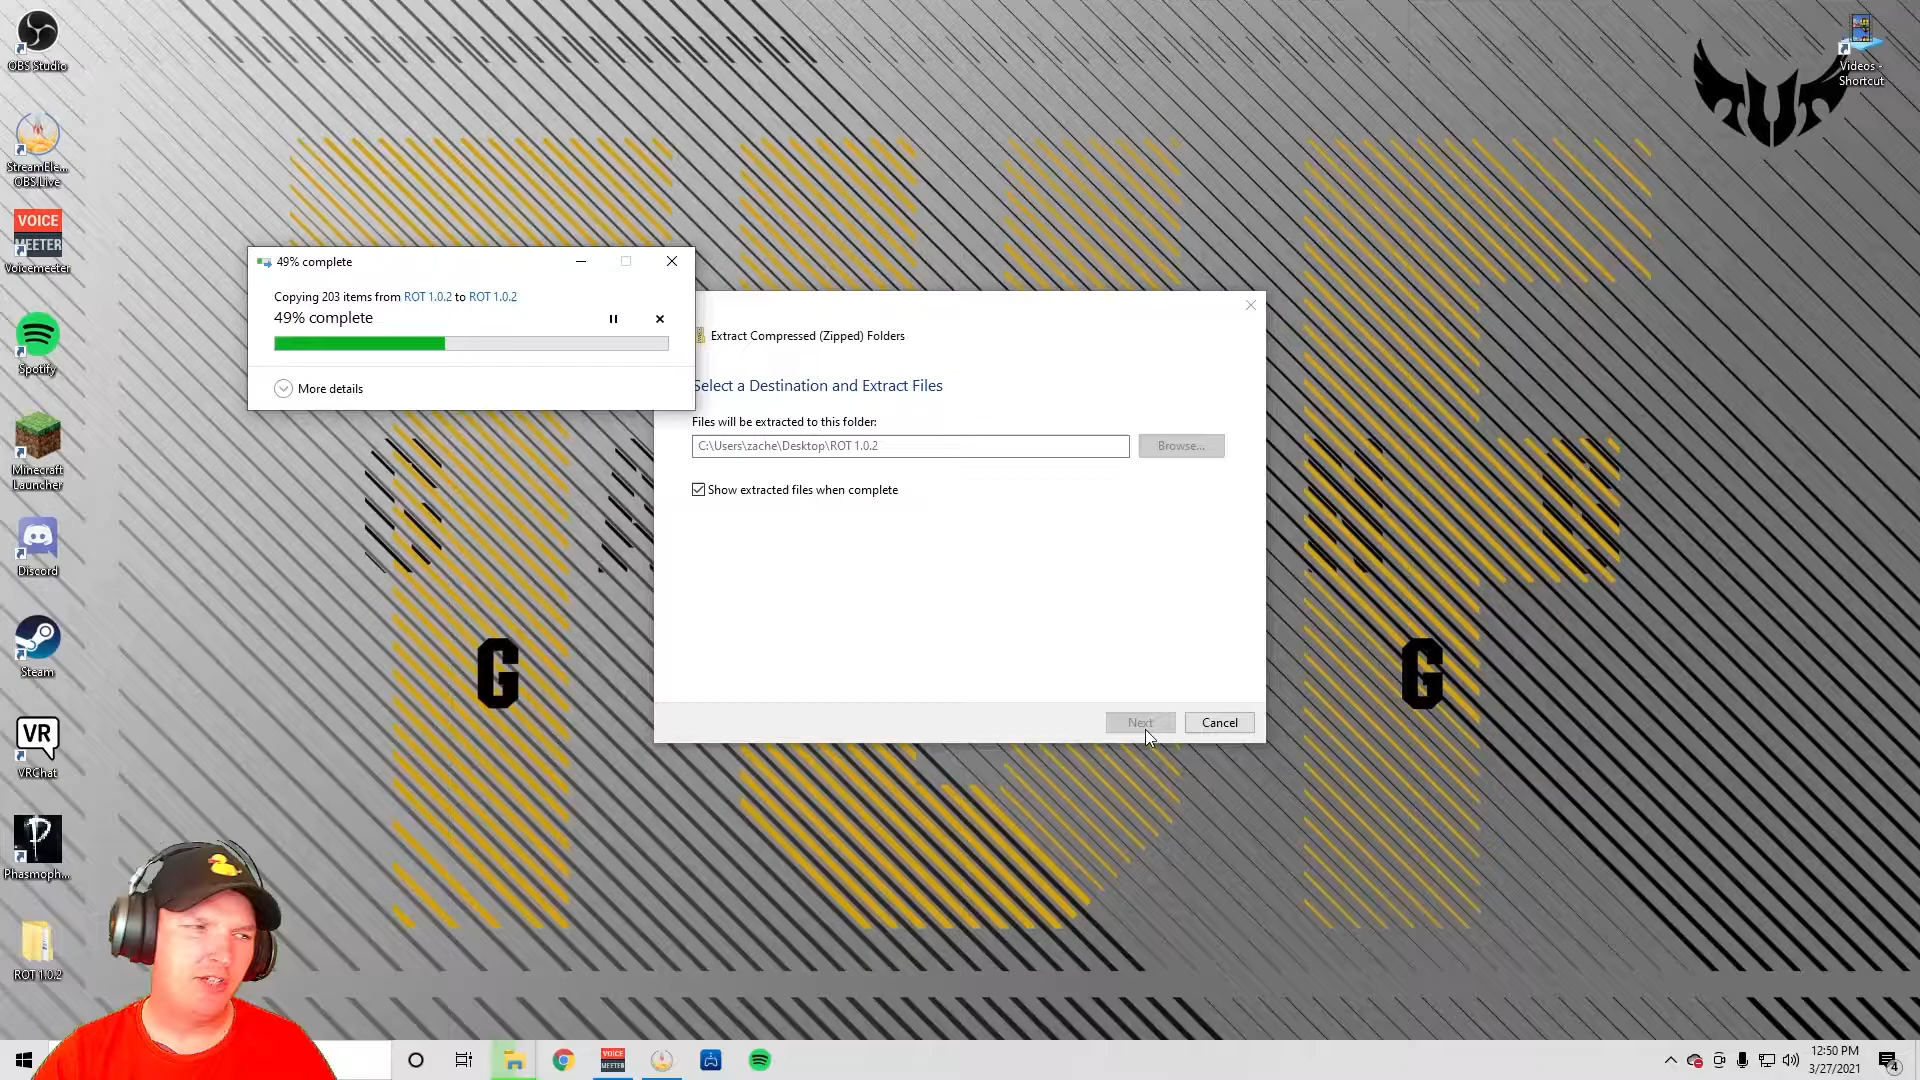 OBS Studio
StreamEle...
OBS.Live
VOICE
MEETER
Voicemeeter
Spotify
Minecraft
Launcher
Discord
Steam
VR
VRChat
Phasmoph...
ROT 1.0.2
Videos -
Shortcut
49% complete
Copying 203 items from ROT 1.0.2 to ROT 1.0.2
49% complete
More details
Extract Compressed (Zipped) Folders
Select a Destination and Extract Files
Files will be extracted to this folder:
C:\Users\zache\Desktop\ROT 1.0.2
Browse...
Show extracted files when complete
Next
Cancel
G
G
VOICE
MEETER
12:50 PM
3/27/2021
4